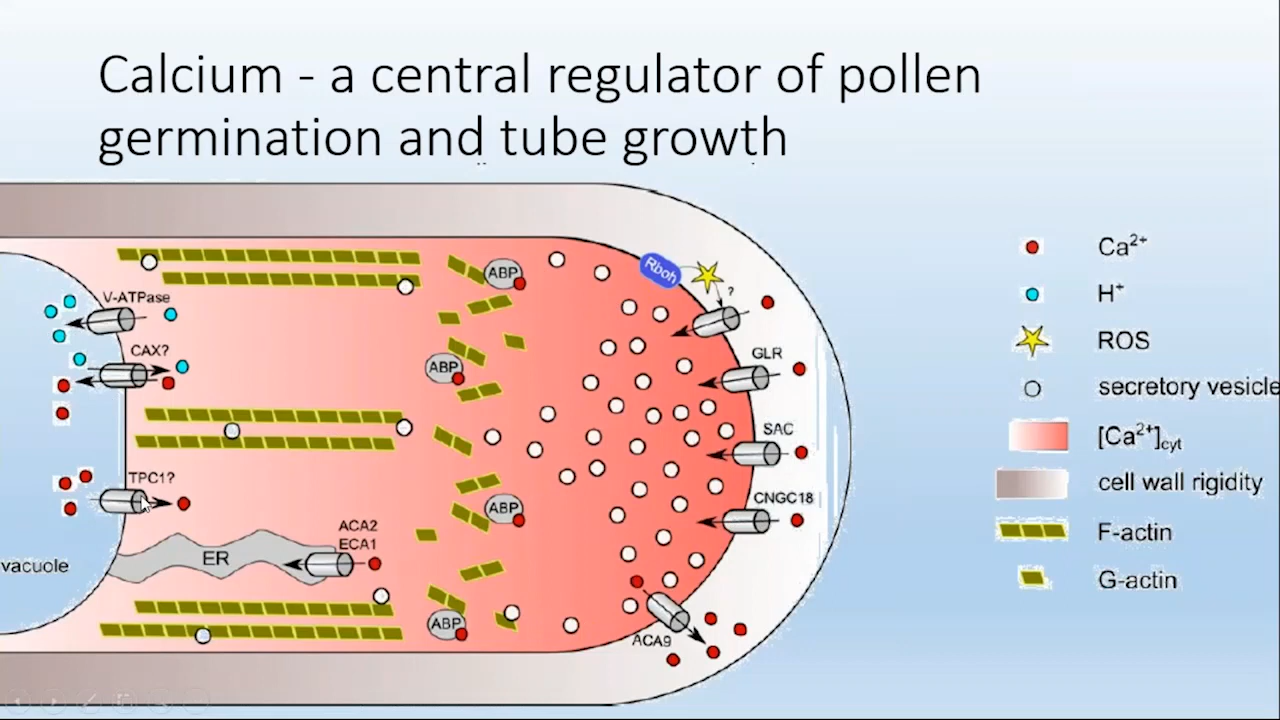 Calcium - a central regulator of pollen
germination and tube growth
Rboh
?
ABP
V-ATPase
CAX?
GLR
ABP
SAC
TPC1?
CNGC18
ABP
ACA2
ECA1
ER
vacuole
ABP
ACA9
Ca²⁺
H⁺
ROS
secretory vesicle
[Ca²⁺]cyt
cell wall rigidity
F-actin
G-actin